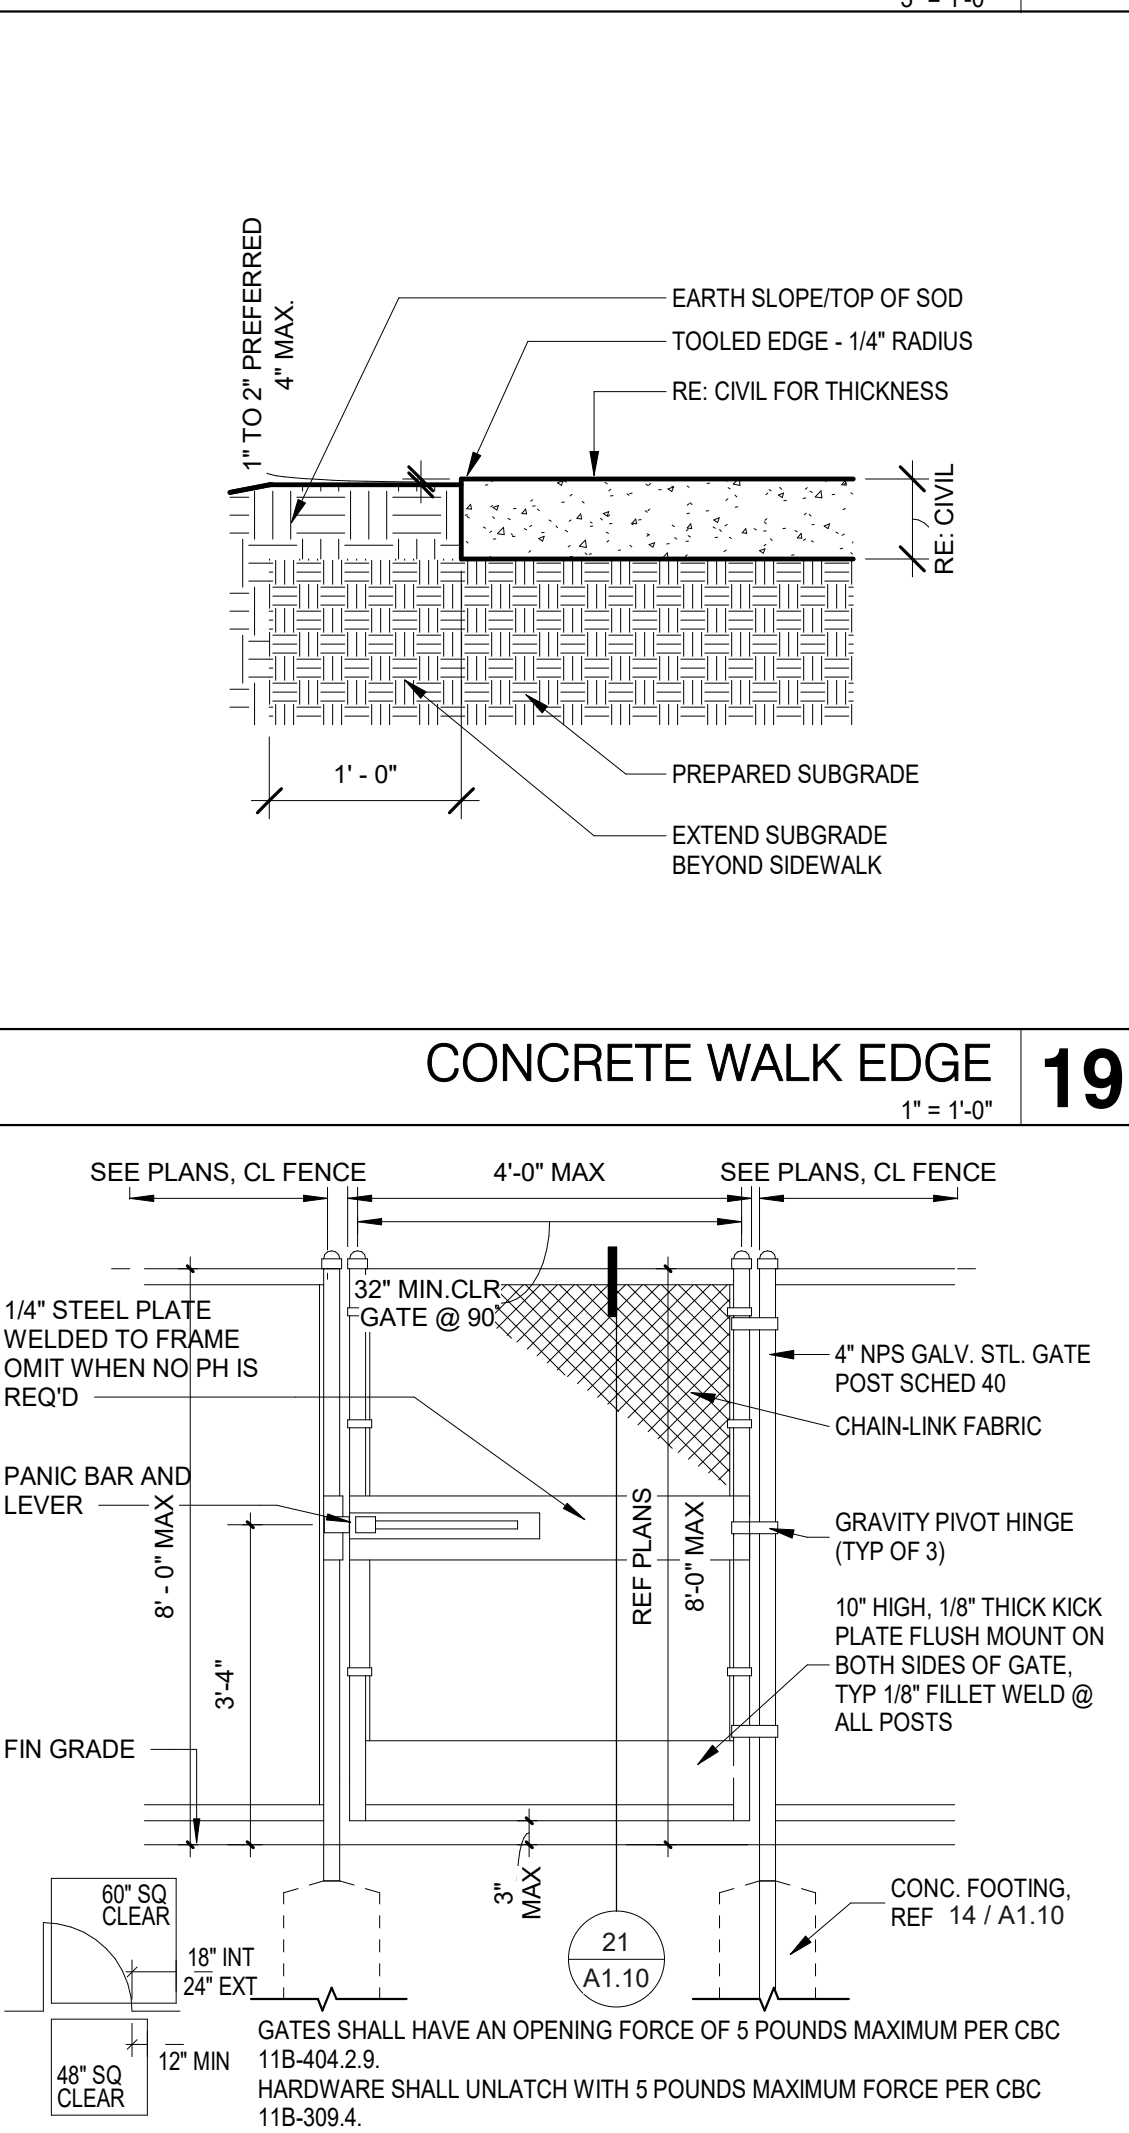 3" = 1'-0"
1" TO 2" PREFERRED
4" MAX.
EARTH SLOPE/TOP OF SOD
TOOLED EDGE - 1/4" RADIUS
RE: CIVIL FOR THICKNESS
RE: CIVIL
1' - 0"
PREPARED SUBGRADE
EXTEND SUBGRADE
BEYOND SIDEWALK
CONCRETE WALK EDGE
19
1" = 1'-0"
SEE PLANS, CL FENCE
4'-0" MAX
SEE PLANS, CL FENCE
32" MIN.CLR
GATE @ 90°
1/4" STEEL PLATE
WELDED TO FRAME
OMIT WHEN NO PH IS
REQ'D
4" NPS GALV. STL. GATE
POST SCHED 40
CHAIN-LINK FABRIC
PANIC BAR AND
LEVER
8' - 0" MAX
REF PLANS
8'-0" MAX
GRAVITY PIVOT HINGE
(TYP OF 3)
10" HIGH, 1/8" THICK KICK
PLATE FLUSH MOUNT ON
BOTH SIDES OF GATE,
TYP 1/8" FILLET WELD @
ALL POSTS
3'-4"
FIN GRADE
3"
MAX
60" SQ
CLEAR
18" INT
24" EXT
CONC. FOOTING,
REF 14 / A1.10
21
A1.10
12" MIN
48" SQ
CLEAR
GATES SHALL HAVE AN OPENING FORCE OF 5 POUNDS MAXIMUM PER CBC
11B-404.2.9.
HARDWARE SHALL UNLATCH WITH 5 POUNDS MAXIMUM FORCE PER CBC
11B-309.4.